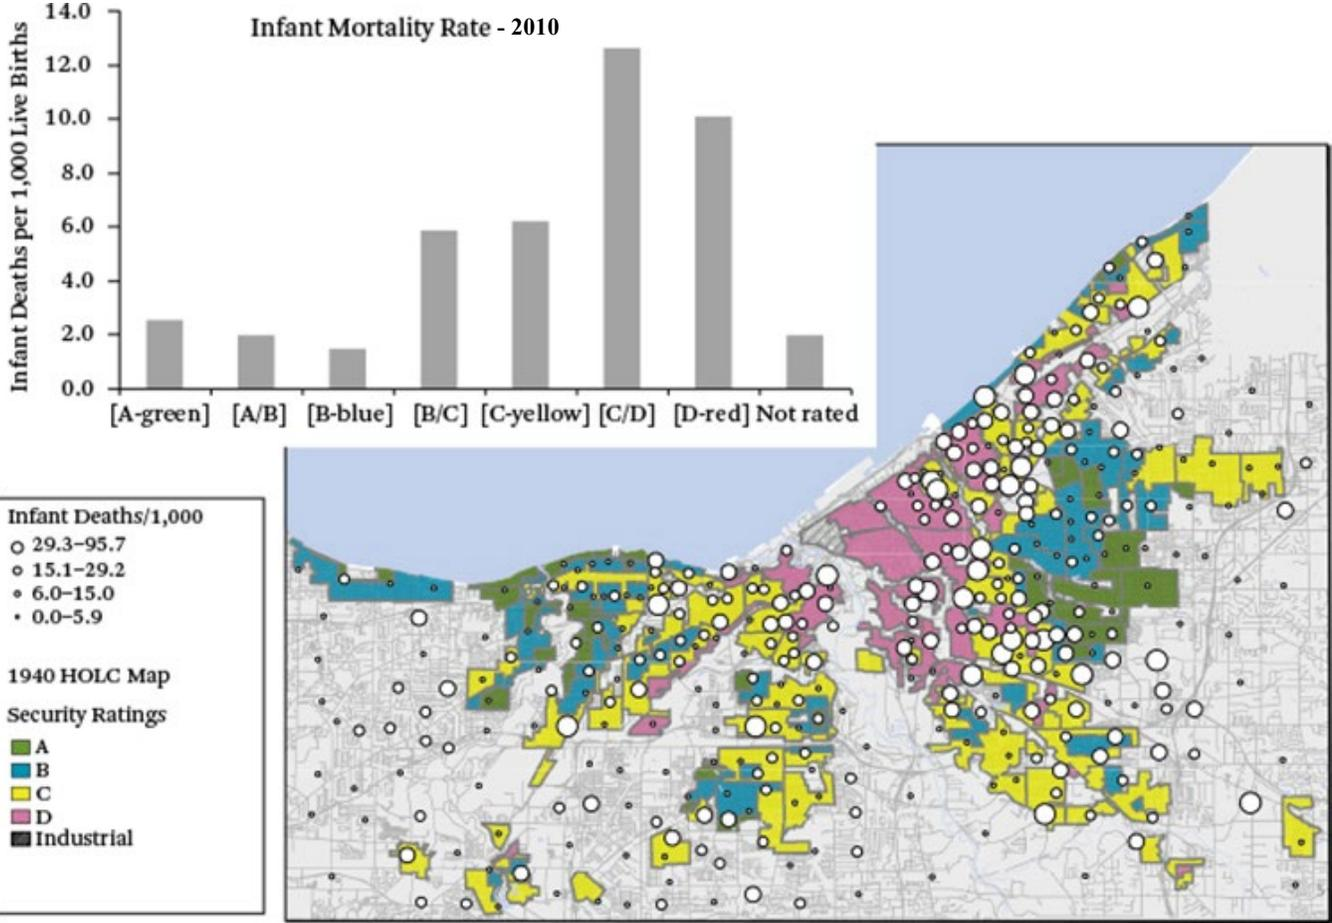 Infant Mortality Rate - 2010
Infant Deaths per 1,000 Live Births
14.0
12.0
10.0
8.0
6.0
4.0
2.0
0.0
[A-green] [A/B] [B-blue] [B/C] [C-yellow] [C/D] [D-red] Not rated
Infant Deaths/1,000
29.3–95.7
15.1–29.2
6.0–15.0
0.0–5.9
1940 HOLC Map
Security Ratings
A
B
C
D
Industrial